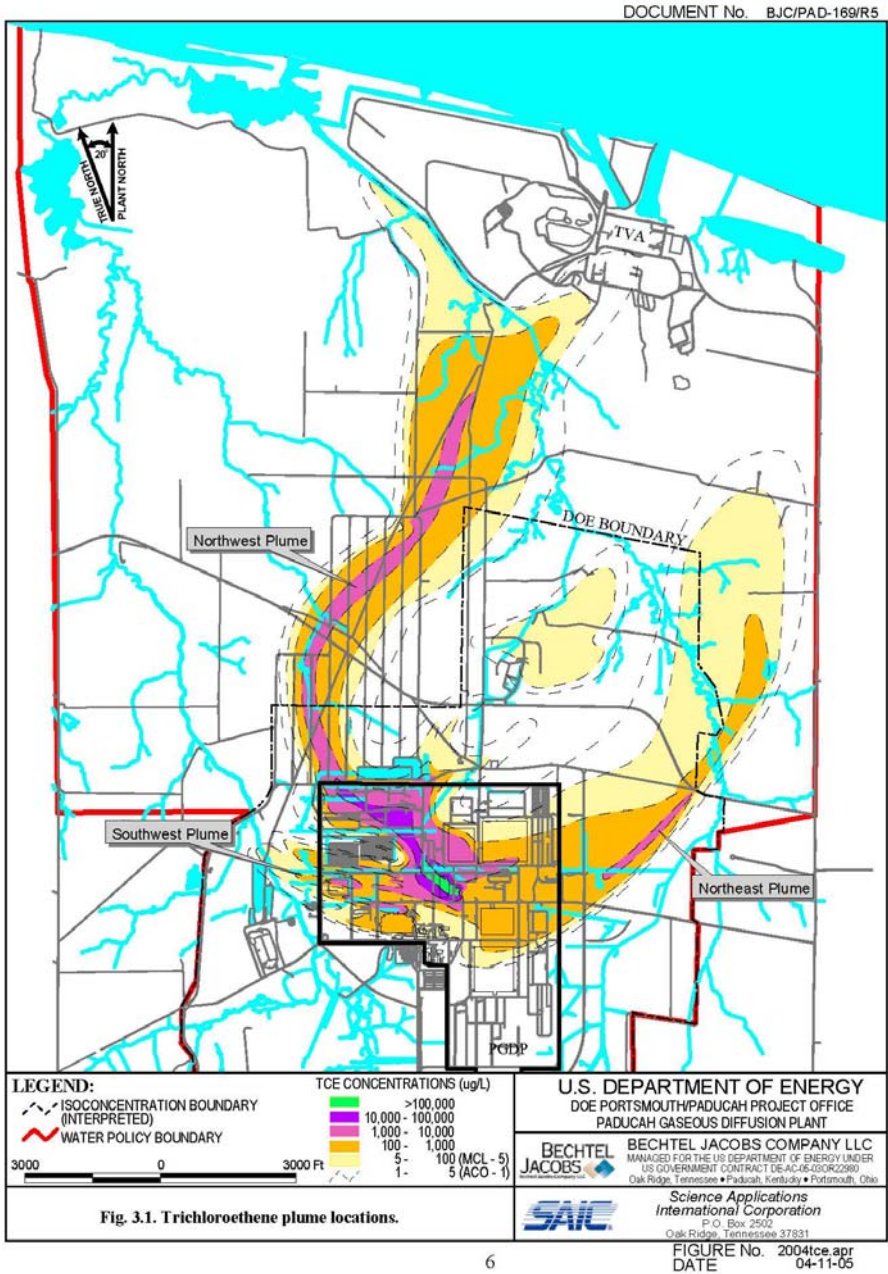 DOCUMENT No. BJC/PAD-169/R5
TRUE NORTH
20°
PLANT NORTH
TVA
DOE BOUNDARY
Northwest Plume
Southwest Plume
Northeast Plume
PGDP
LEGEND:
ISOCONCENTRATION BOUNDARY
(INTERPRETED)
WATER POLICY BOUNDARY
3000 0 3000 Ft
TCE CONCENTRATIONS (ug/L)
>100,000
10,000 - 100,000
1,000 - 10,000
100 - 1,000
5 - 100 (MCL - 5)
1 - 5 (ACO - 1)
U.S. DEPARTMENT OF ENERGY
DOE PORTSMOUTH/PADUCAH PROJECT OFFICE
PADUCAH GASEOUS DIFFUSION PLANT
BECHTEL
JACOBS
BECHTEL JACOBS COMPANY LLC
MANAGED FOR THE US DEPARTMENT OF ENERGY UNDER
US GOVERNMENT CONTRACT DE-AC-05-03OR22980
Oak Ridge, Tennessee • Paducah, Kentucky • Portsmouth, Ohio
Fig. 3.1. Trichloroethene plume locations.
SAIC
Science Applications
International Corporation
P.O. Box 2502
Oak Ridge, Tennessee 37831
6
FIGURE No. 2004tce.apr
DATE 04-11-05